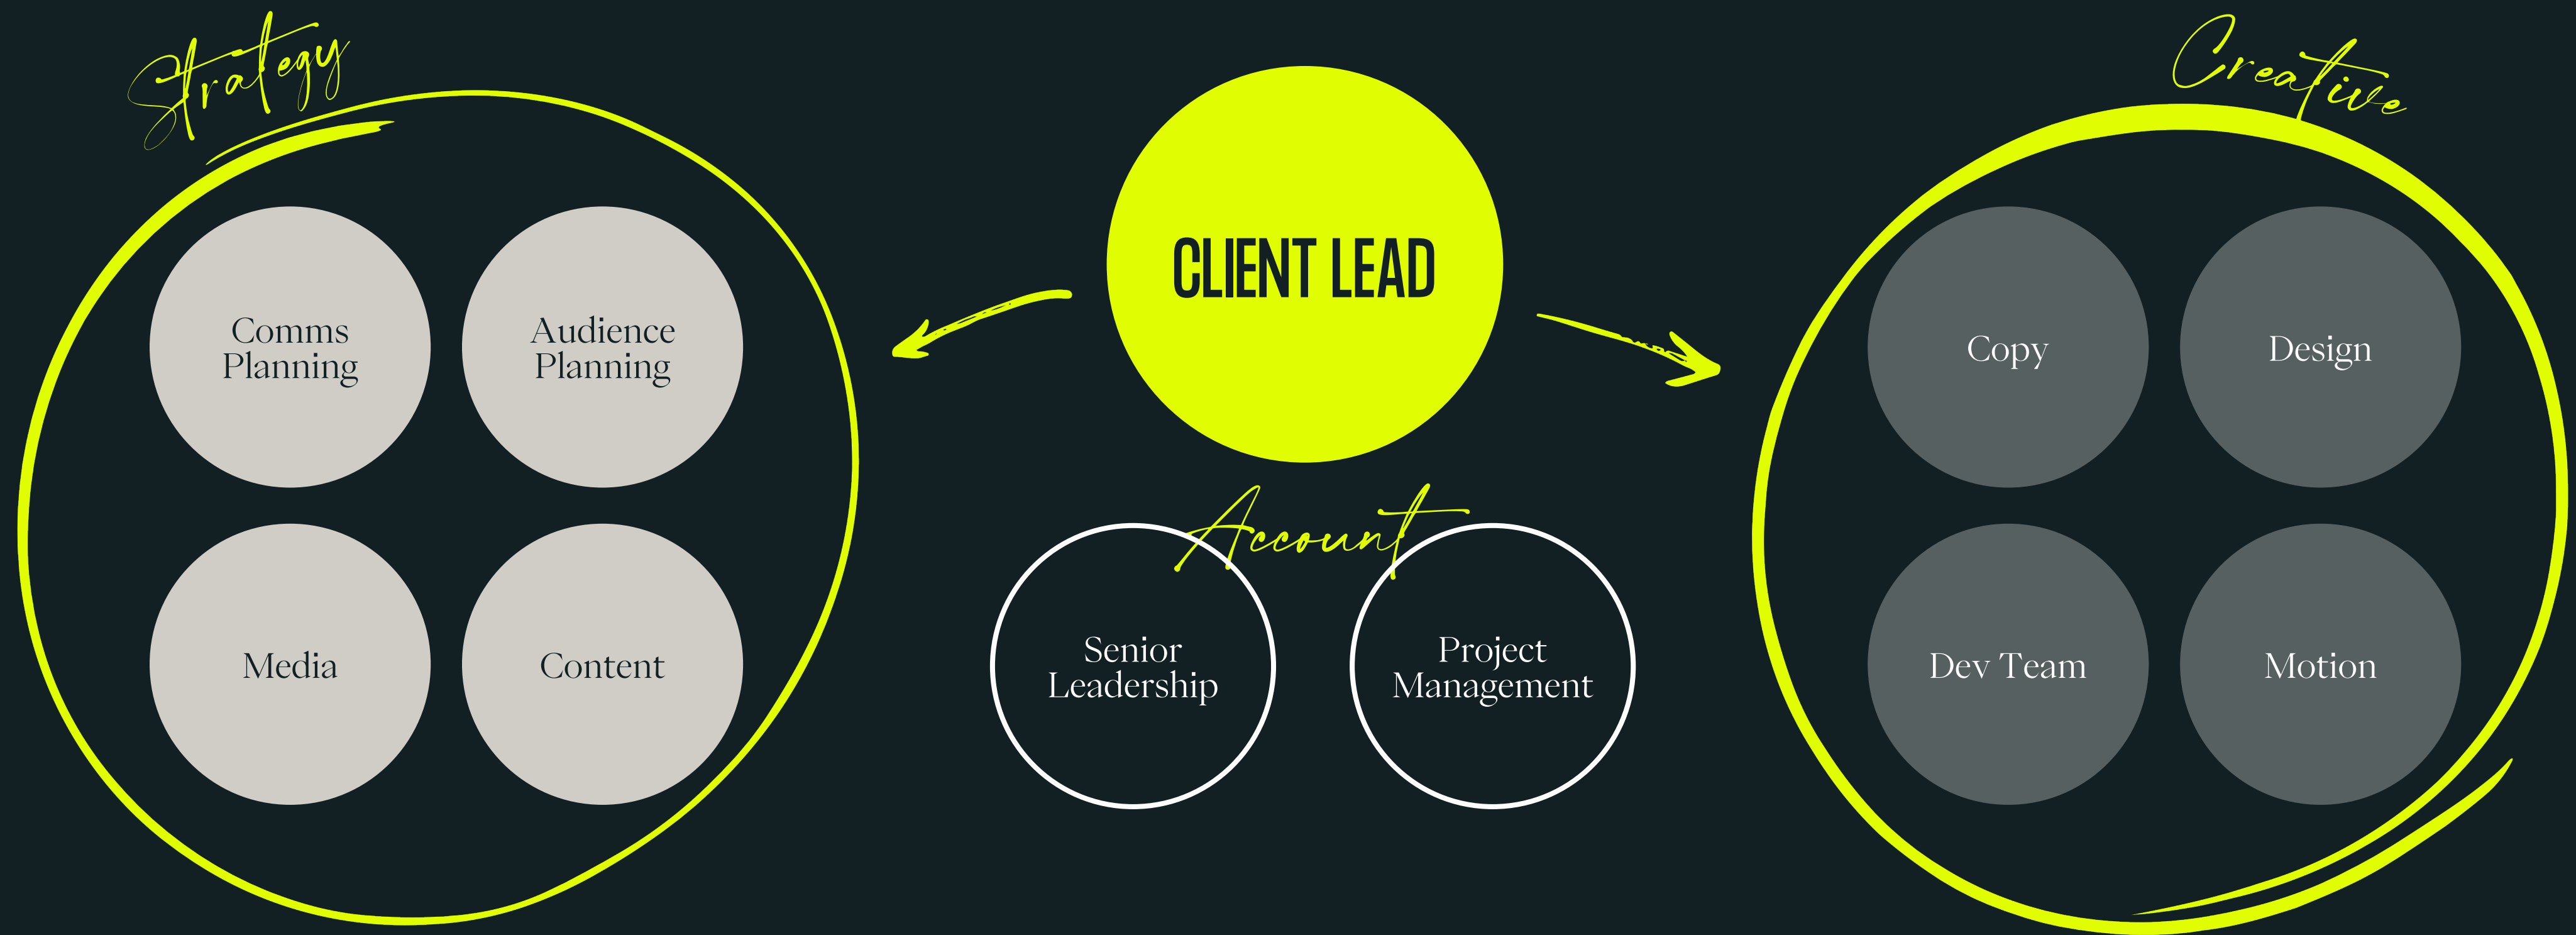 Strategy
Comms
Planning
Audience
Planning
Media
Content
CLIENT LEAD
Account
Senior
Leadership
Project
Management
Creative
Copy
Design
Dev Team
Motion